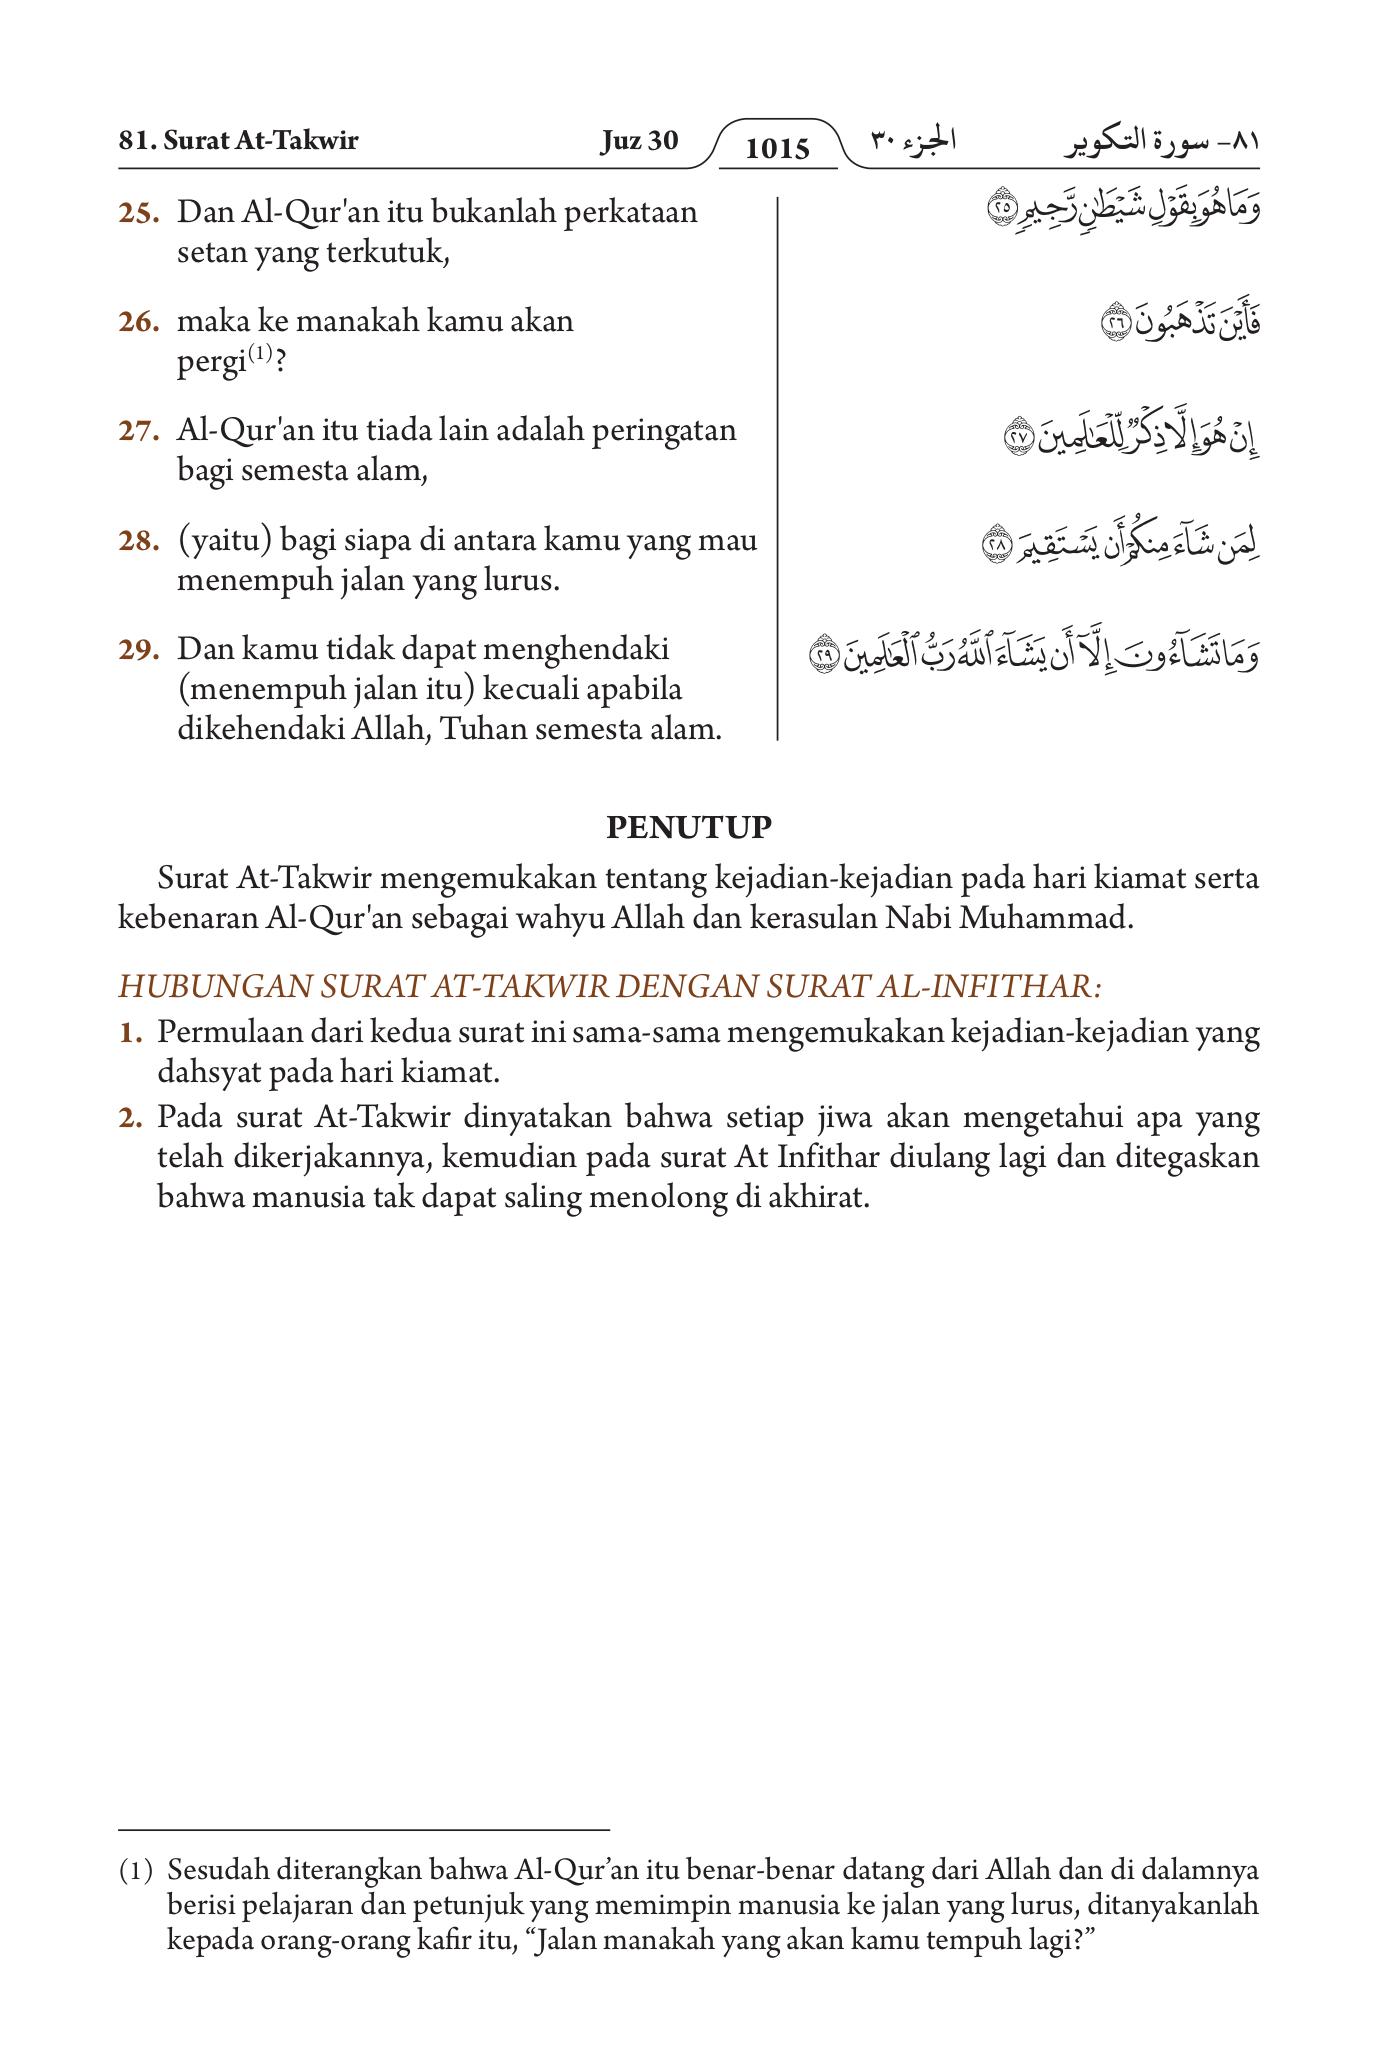 81. Surat At-Takwir Juz 30 1015 الجزء ٣٠ ٨١- سورة التكوير
25. Dan Al-Qur'an itu bukanlah perkataan
setan yang terkutuk,
وَمَا هُوَ بِقَوْلِ شَيْطَٰنٍ رَّجِيمٍ ٢٥
26. maka ke manakah kamu akan
pergi(1)?
فَأَيْنَ تَذْهَبُونَ ٢٦
27. Al-Qur'an itu tiada lain adalah peringatan
bagi semesta alam,
إِنْ هُوَ إِلَّا ذِكْرٌ لِّلْعَٰلَمِينَ ٢٧
28. (yaitu) bagi siapa di antara kamu yang mau
menempuh jalan yang lurus.
لِمَن شَآءَ مِنكُمْ أَن يَسْتَقِيمَ ٢٨
29. Dan kamu tidak dapat menghendaki
(menempuh jalan itu) kecuali apabila
dikehendaki Allah, Tuhan semesta alam.
وَمَا تَشَآءُونَ إِلَّآ أَن يَشَآءَ ٱللَّهُ رَبُّ ٱلْعَٰلَمِينَ ٢٩
PENUTUP
Surat At-Takwir mengemukakan tentang kejadian-kejadian pada hari kiamat serta
kebenaran Al-Qur'an sebagai wahyu Allah dan kerasulan Nabi Muhammad.
HUBUNGAN SURAT AT-TAKWIR DENGAN SURAT AL-INFITHAR:
1. Permulaan dari kedua surat ini sama-sama mengemukakan kejadian-kejadian yang
dahsyat pada hari kiamat.
2. Pada surat At-Takwir dinyatakan bahwa setiap jiwa akan mengetahui apa yang
telah dikerjakannya, kemudian pada surat At Infithar diulang lagi dan ditegaskan
bahwa manusia tak dapat saling menolong di akhirat.
(1) Sesudah diterangkan bahwa Al-Qur’an itu benar-benar datang dari Allah dan di dalamnya
berisi pelajaran dan petunjuk yang memimpin manusia ke jalan yang lurus, ditanyakanlah
kepada orang-orang kafir itu, “Jalan manakah yang akan kamu tempuh lagi?”